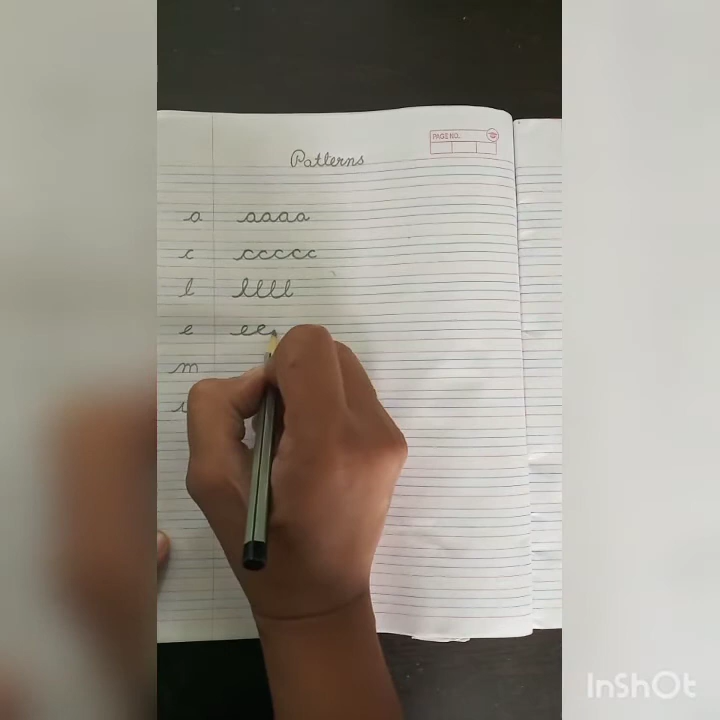 PAGE NO.
Patterns
a aaaa
c ccccc
l llll
e ee
m
InShOt